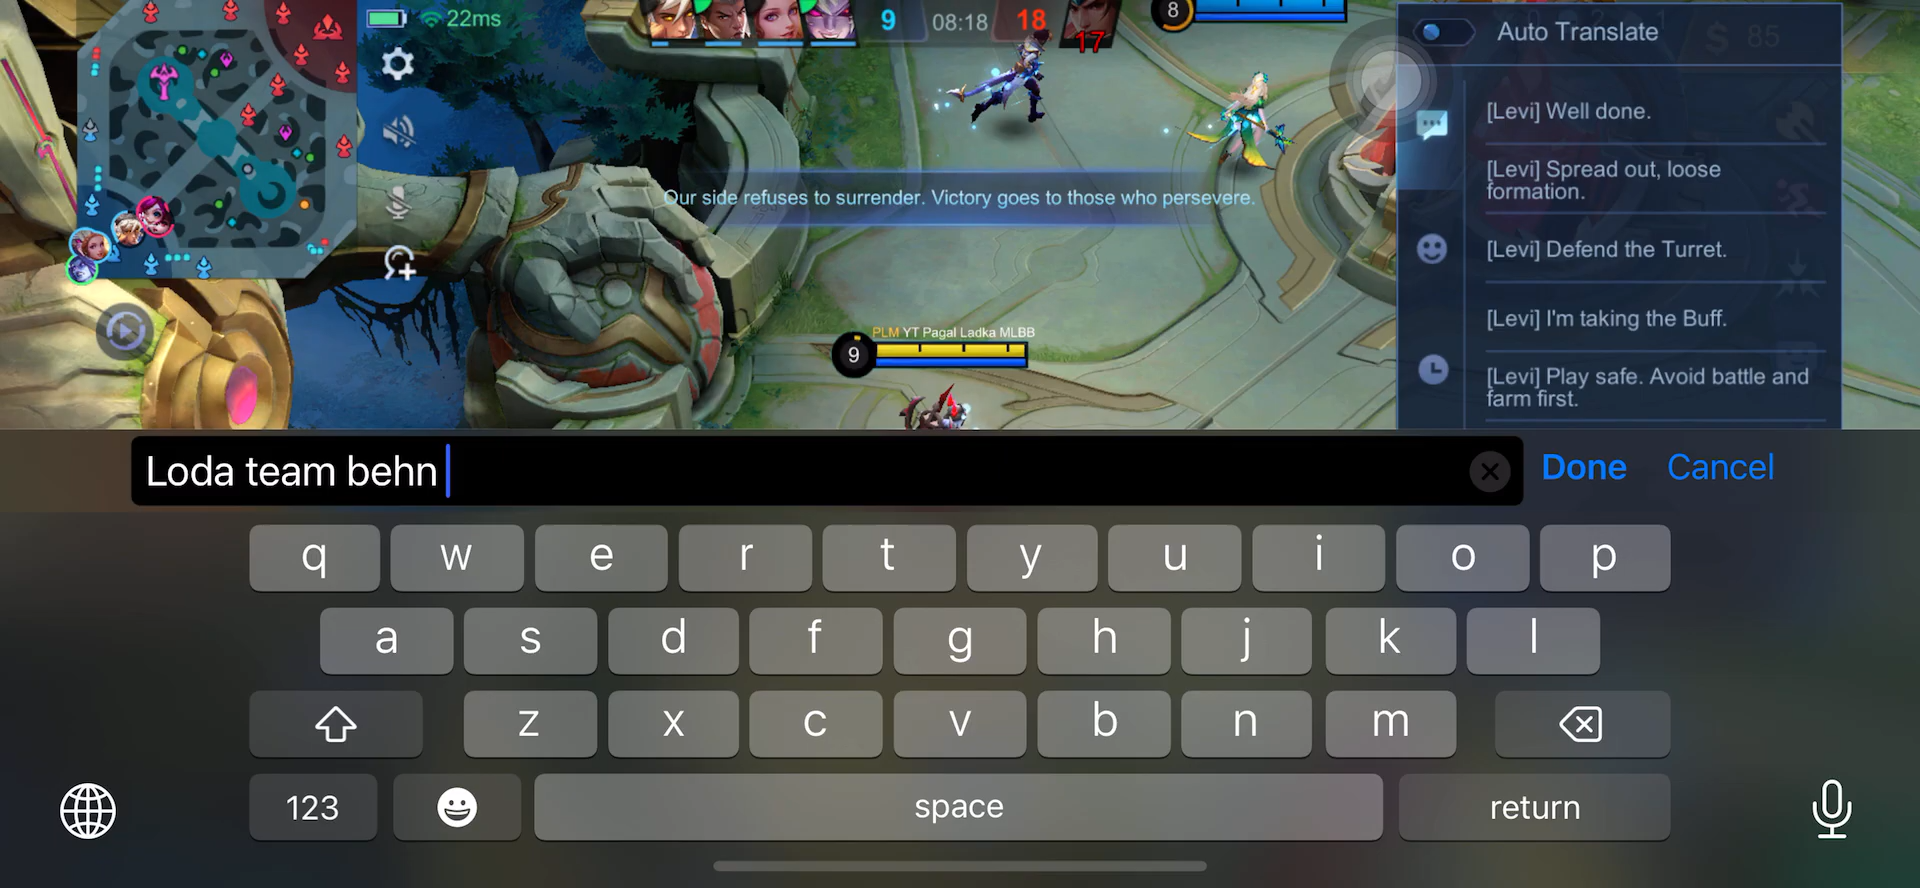 22ms
9 08:18 18
17
8
Auto Translate
$ 85
[Levi] Well done.
[Levi] Spread out, loose
formation.
[Levi] Defend the Turret.
[Levi] I'm taking the Buff.
[Levi] Play safe. Avoid battle and
farm first.
Our side refuses to surrender. Victory goes to those who persevere.
PLM YT Pagal Ladka MLBB
9
Loda team behn
Done Cancel
q w e r t y u i o p
a s d f g h j k l
z x c v b n m
123 space return